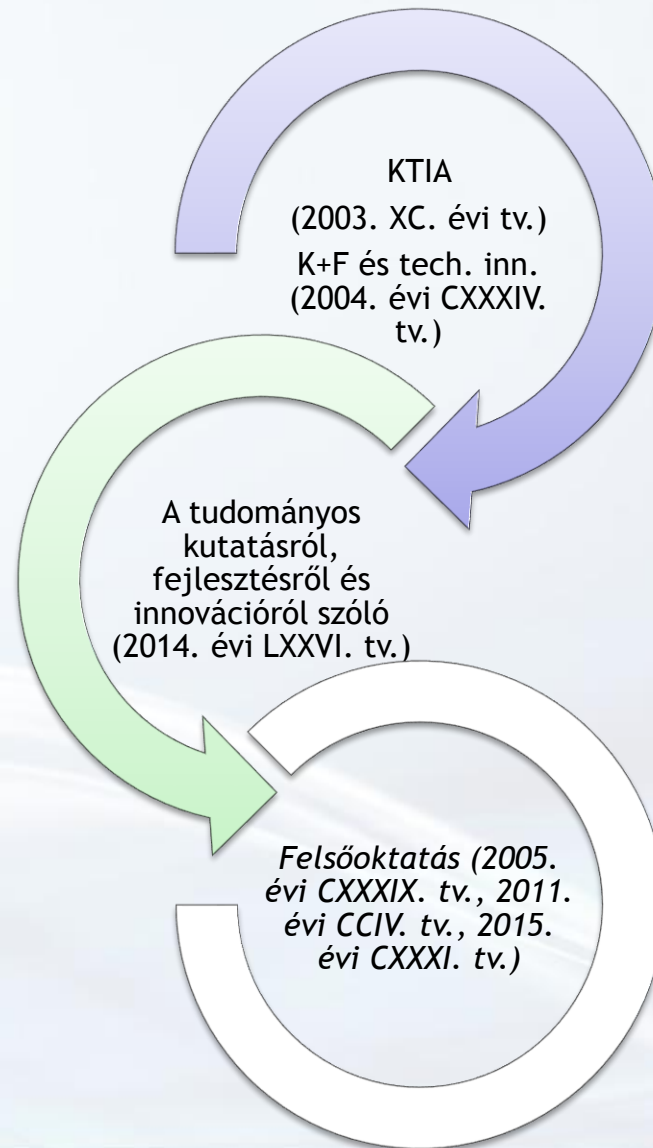 KTIA
(2003. XC. évi tv.)
K+F és tech. inn.
(2004. évi CXXXIV.
tv.)
A tudományos
kutatásról,
fejlesztésről és
innovációról szóló
(2014. évi LXXVI. tv.)
Felsőoktatás (2005.
évi CXXXIX. tv., 2011.
évi CCIV. tv., 2015.
évi CXXXI. tv.)